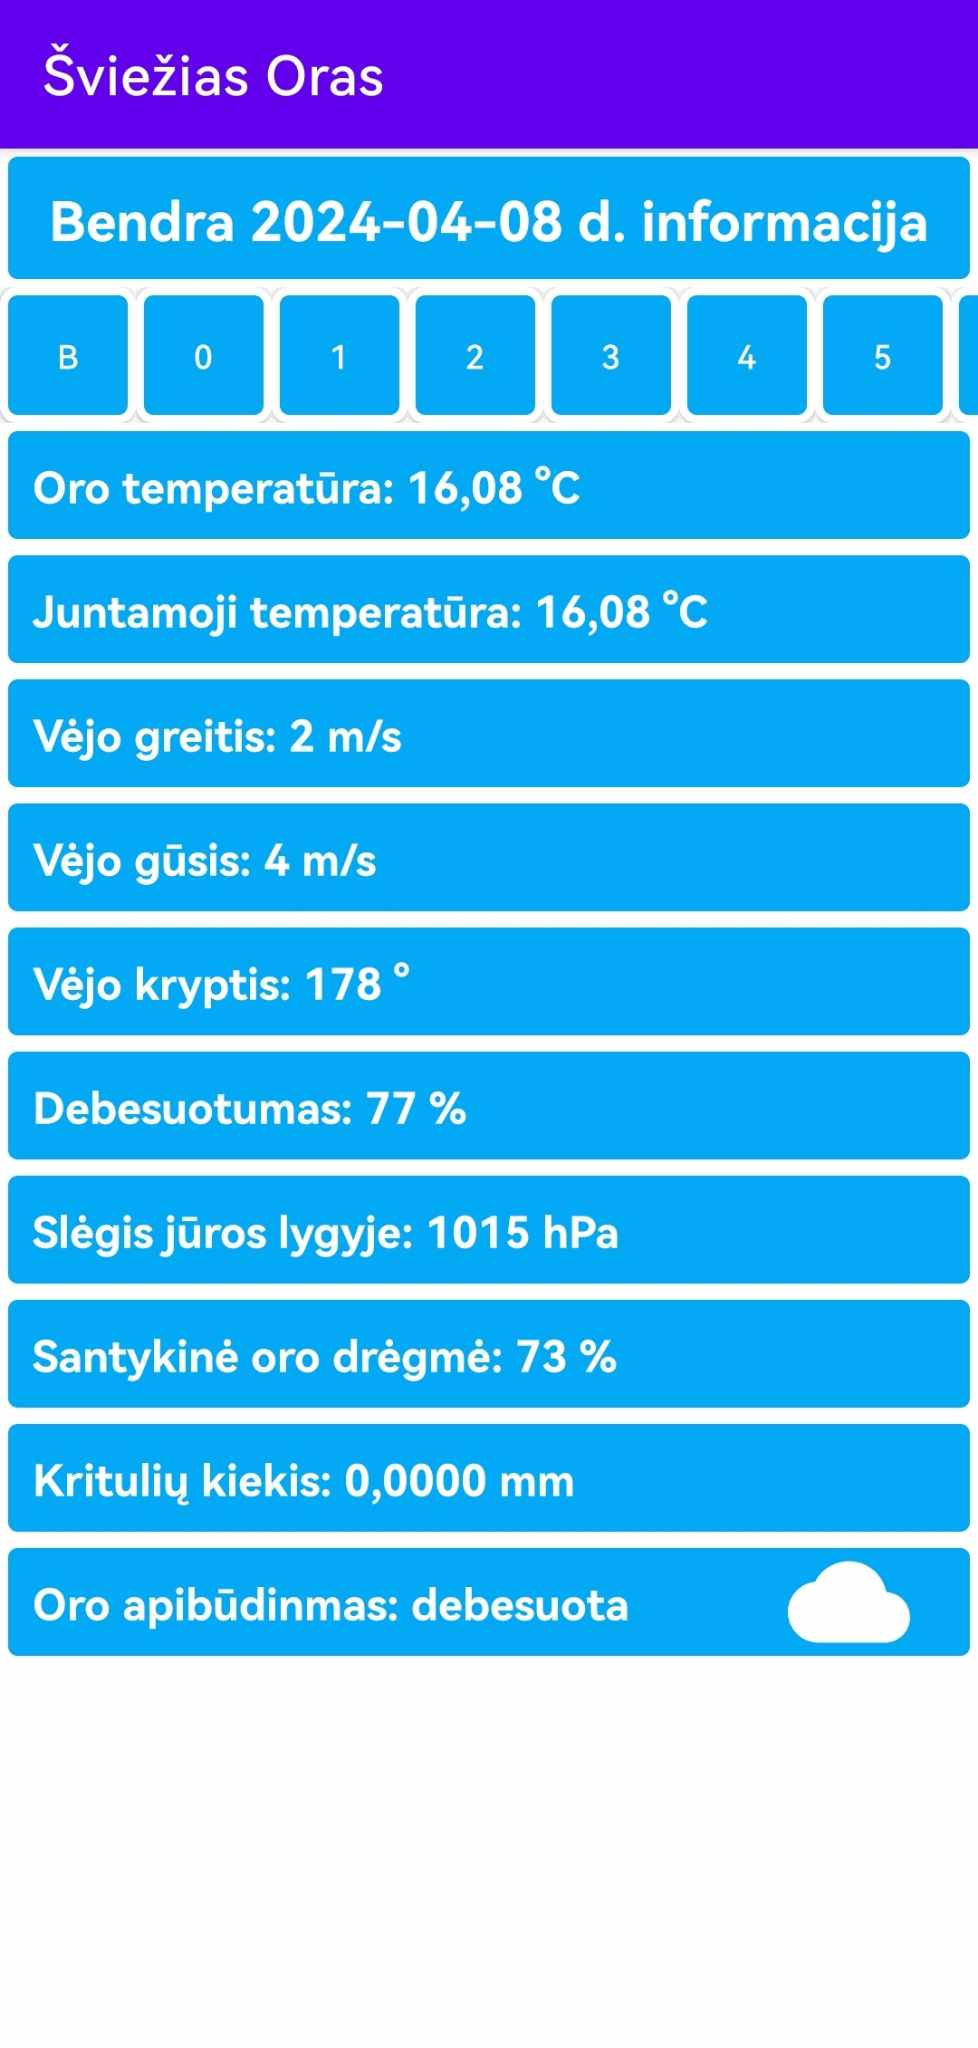 Šviežias Oras
Bendra 2024-04-08 d. informacija
B 0 1 2 3 4 5
Oro temperatūra: 16,08 °C
Juntamoji temperatūra: 16,08 °C
Vėjo greitis: 2 m/s
Vėjo gūsis: 4 m/s
Vėjo kryptis: 178 °
Debesuotumas: 77 %
Slėgis jūros lygyje: 1015 hPa
Santykinė oro drėgmė: 73 %
Kritulių kiekis: 0,0000 mm
Oro apibūdinmas: debesuota